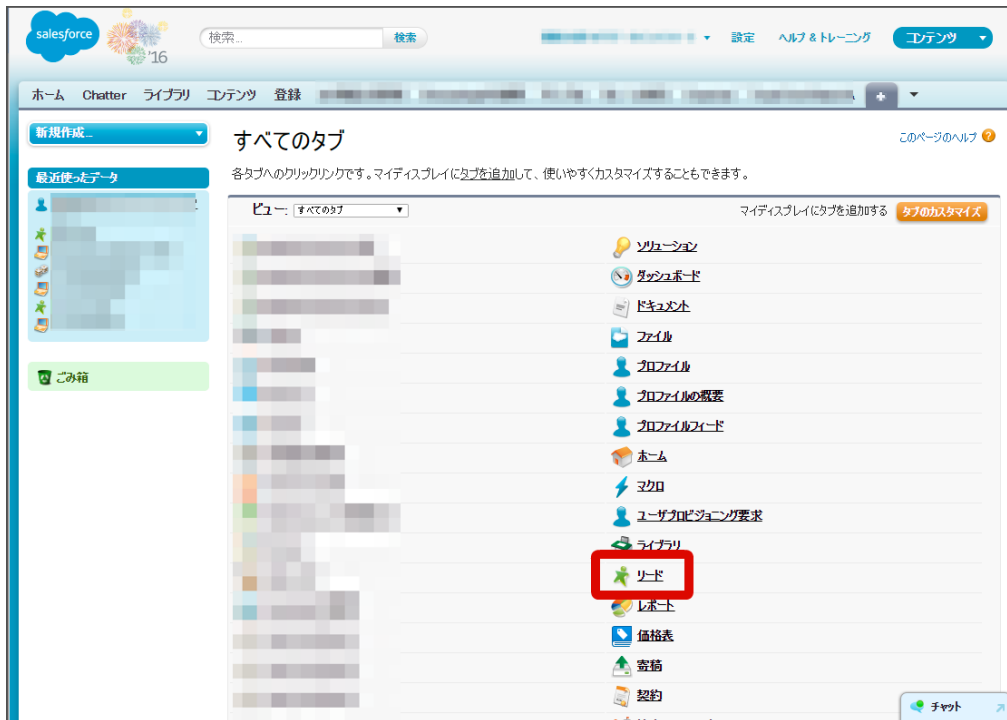 salesforce
'16
検索...
検索
設定
ヘルプ & トレーニング
コンテンツ
ホーム Chatter ライブラリ コンテンツ 登録
+
新規作成...
すべてのタブ
このページのヘルプ ?
最近使ったデータ
各タブへのクリックリンクです。マイディスプレイにタブを追加して、使いやすくカスタマイズすることもできます。
ビュー: すべてのタブ
マイディスプレイにタブを追加する タブのカスタマイズ
ごみ箱
ソリューション
ダッシュボード
ドキュメント
ファイル
プロファイル
プロファイルの概要
プロファイルフィード
ホーム
マクロ
ユーザプロビジョニング要求
ライブラリ
リード
レポート
価格表
寄稿
契約
チャット